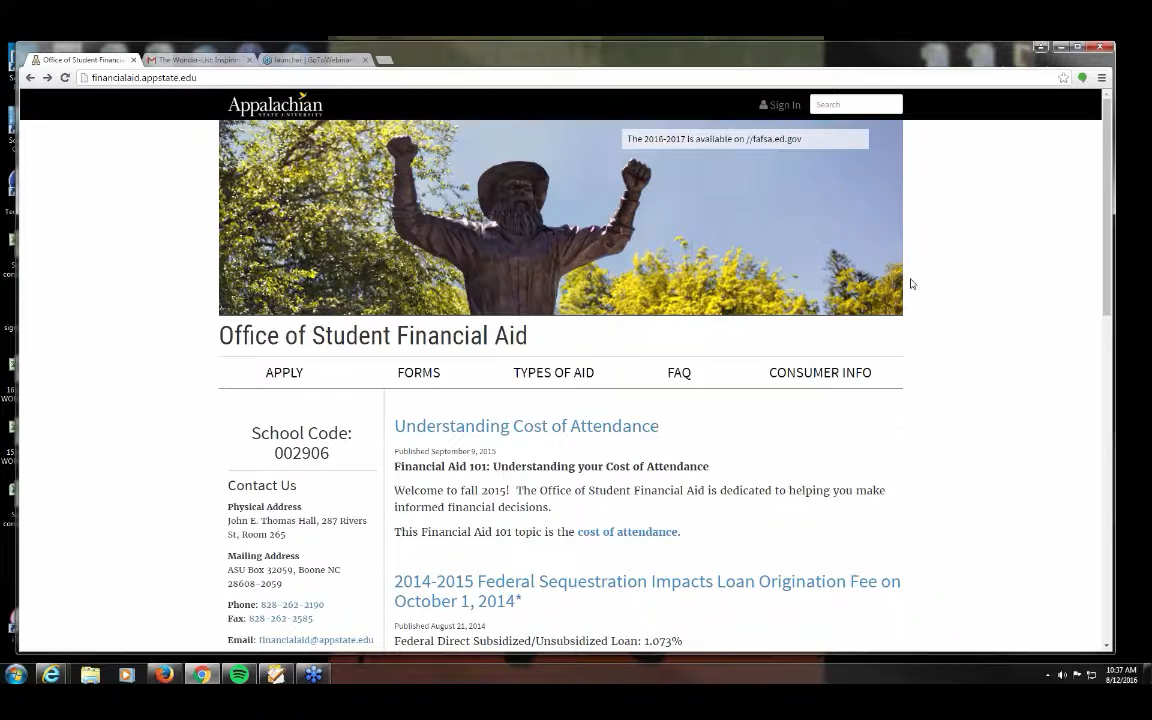 Office of Student Financia
The Wonder-List: Inspirin
launcher | GoToWebinar
financialaid.appstate.edu
Appalachian
STATE UNIVERSITY
Sign In
Search
The 2016-2017 is available on //fafsa.ed.gov
Office of Student Financial Aid
APPLY
FORMS
TYPES OF AID
FAQ
CONSUMER INFO
School Code:
002906
Contact Us
Physical Address
John E. Thomas Hall, 287 Rivers
St, Room 265
Mailing Address
ASU Box 32059, Boone NC
28608-2059
Phone: 828-262-2190
Fax: 828-262-2585
Email: financialaid@appstate.edu
Understanding Cost of Attendance
Published September 9, 2015
Financial Aid 101: Understanding your Cost of Attendance
Welcome to fall 2015! The Office of Student Financial Aid is dedicated to helping you make
informed financial decisions.
This Financial Aid 101 topic is the cost of attendance.
2014-2015 Federal Sequestration Impacts Loan Origination Fee on
October 1, 2014*
Published August 21, 2014
Federal Direct Subsidized/Unsubsidized Loan: 1.073%
10:37 AM
8/12/2016